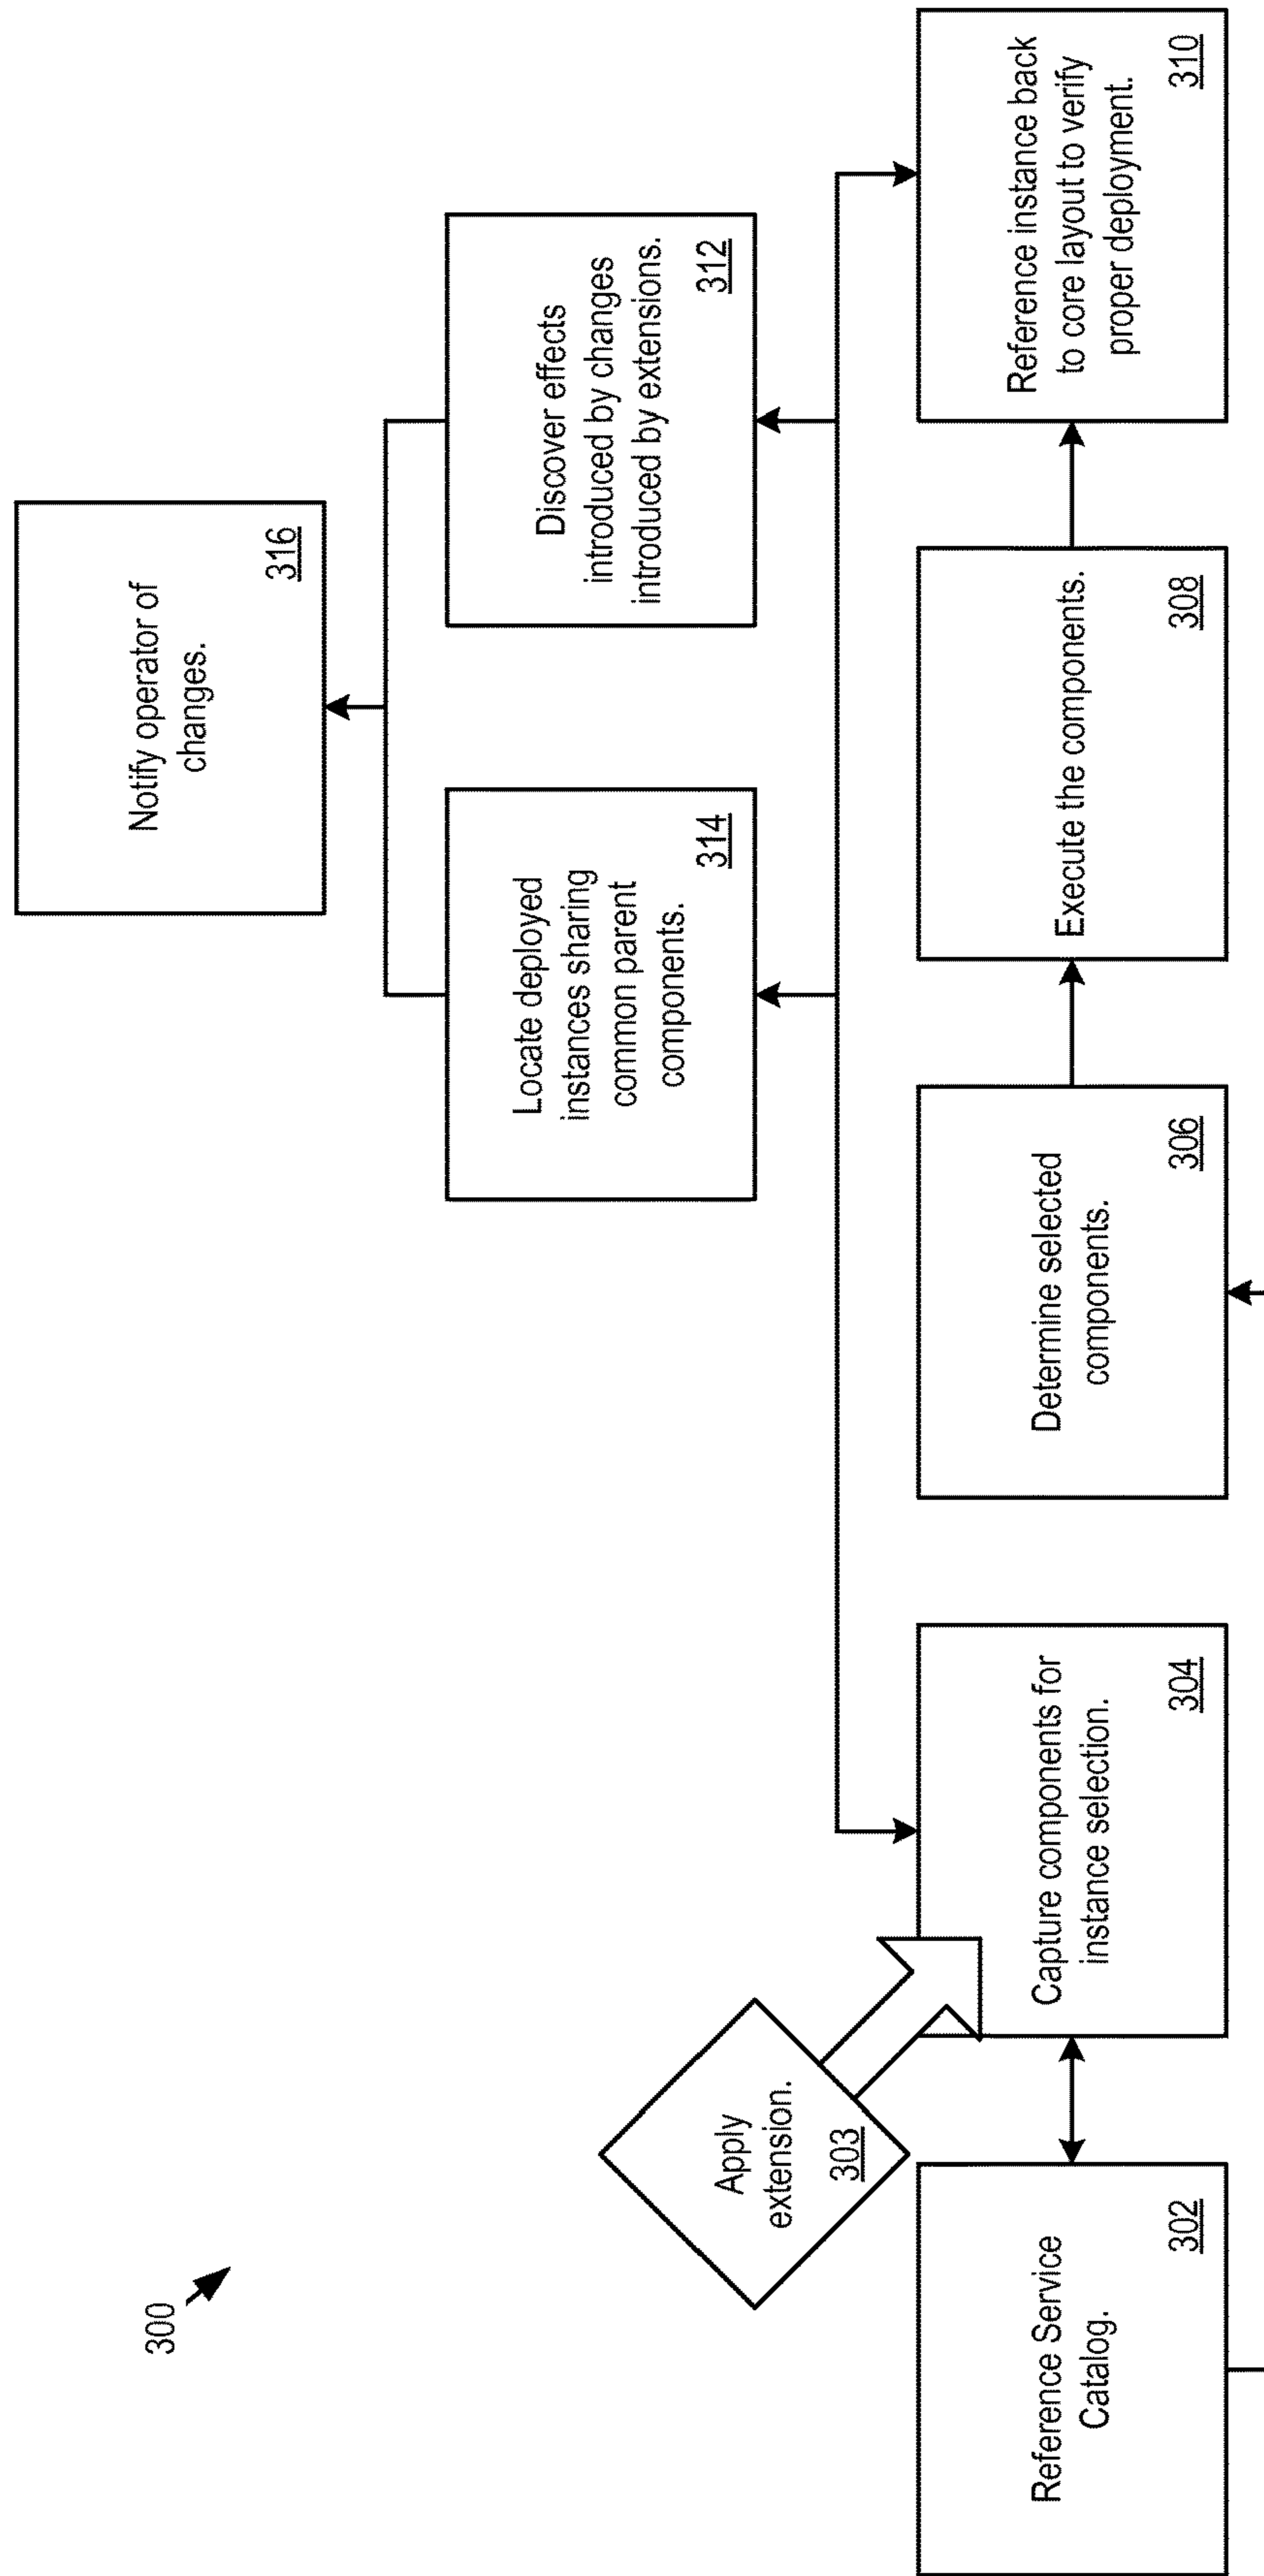 300
Notify operator of
changes.
316
Locate deployed
instances sharing
common parent
components.
314
Discover effects
introduced by changes
introduced by extensions.
312
Apply
extension.
303
Reference Service
Catalog.
302
Capture components for
instance selection.
304
Determine selected
components.
306
Execute the components.
308
Reference instance back
to core layout to verify
proper deployment.
310